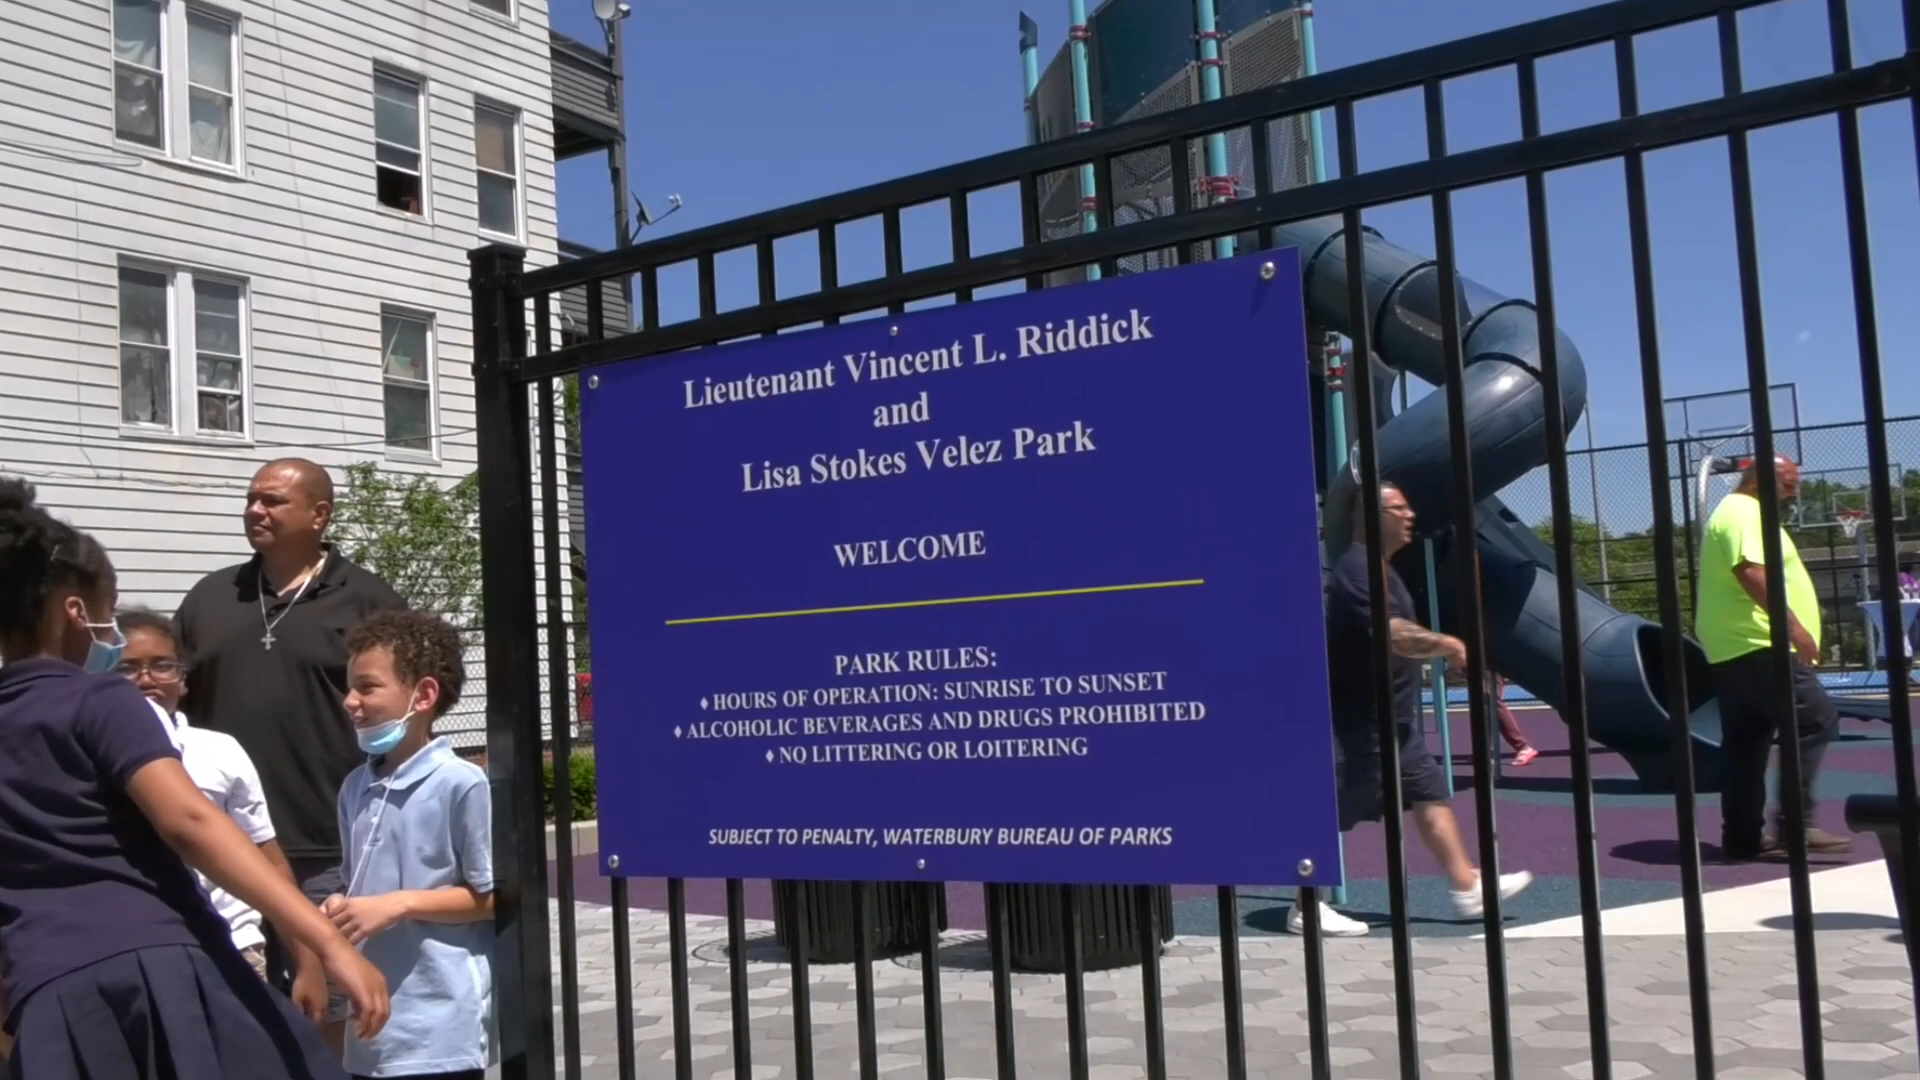 Lieutenant Vincent L. Riddick
and
Lisa Stokes Velez Park
WELCOME
PARK RULES:
♦ HOURS OF OPERATION: SUNRISE TO SUNSET
♦ ALCOHOLIC BEVERAGES AND DRUGS PROHIBITED
♦ NO LITTERING OR LOITERING
SUBJECT TO PENALTY, WATERBURY BUREAU OF PARKS